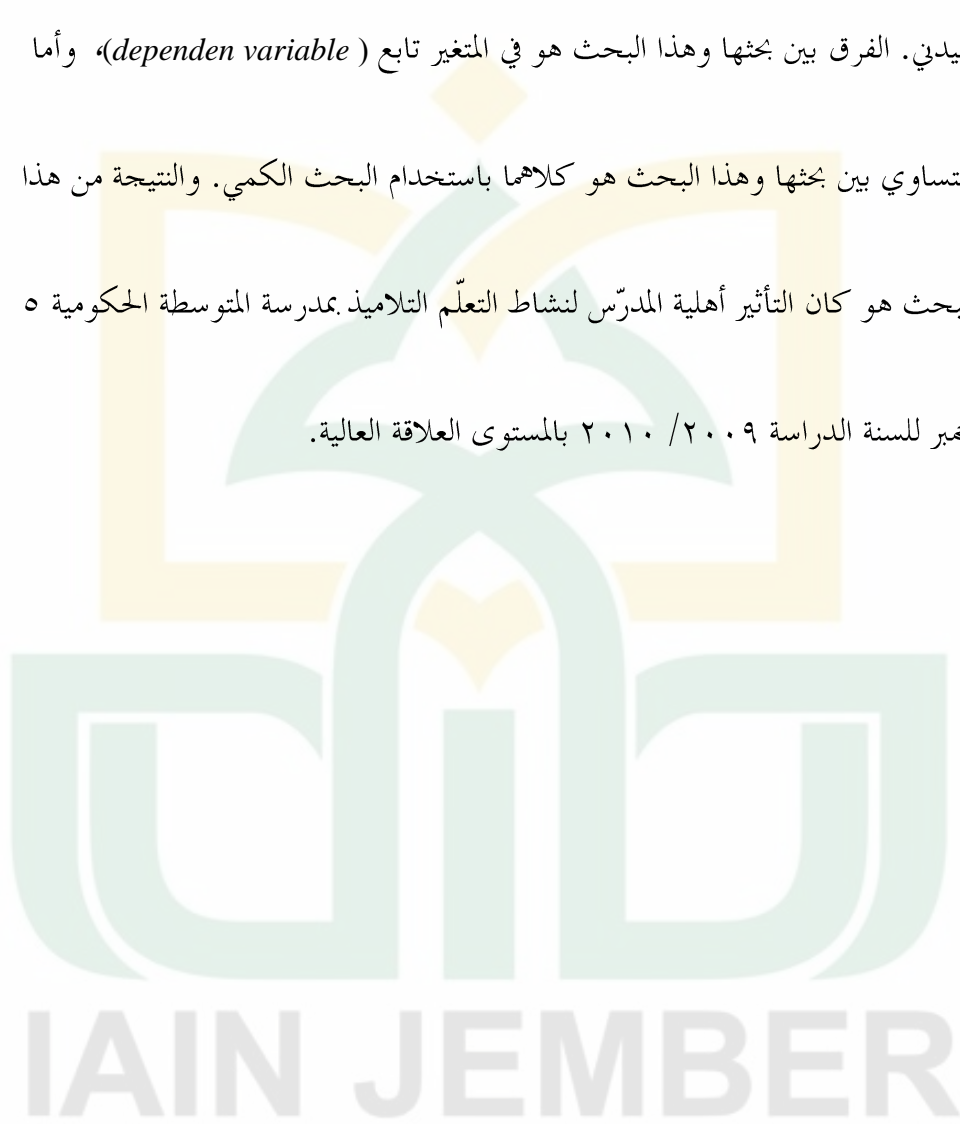 يدني. الفرق بين بحثها وهذا البحث هو في المتغير تابع ( dependen variable)، وأما
تساوي بين بحثها وهذا البحث هو كلاهما باستخدام البحث الكمي. والنتيجة من هذا
بحث هو كان التأثير أهلية المدرّس لنشاط التعلّم التلاميذ بمدرسة المتوسطة الحكومية ٥
مبر للسنة الدراسة ٢٠٠٩/ ٢٠١٠ بالمستوى العلاقة العالية.
IAIN JEMBER